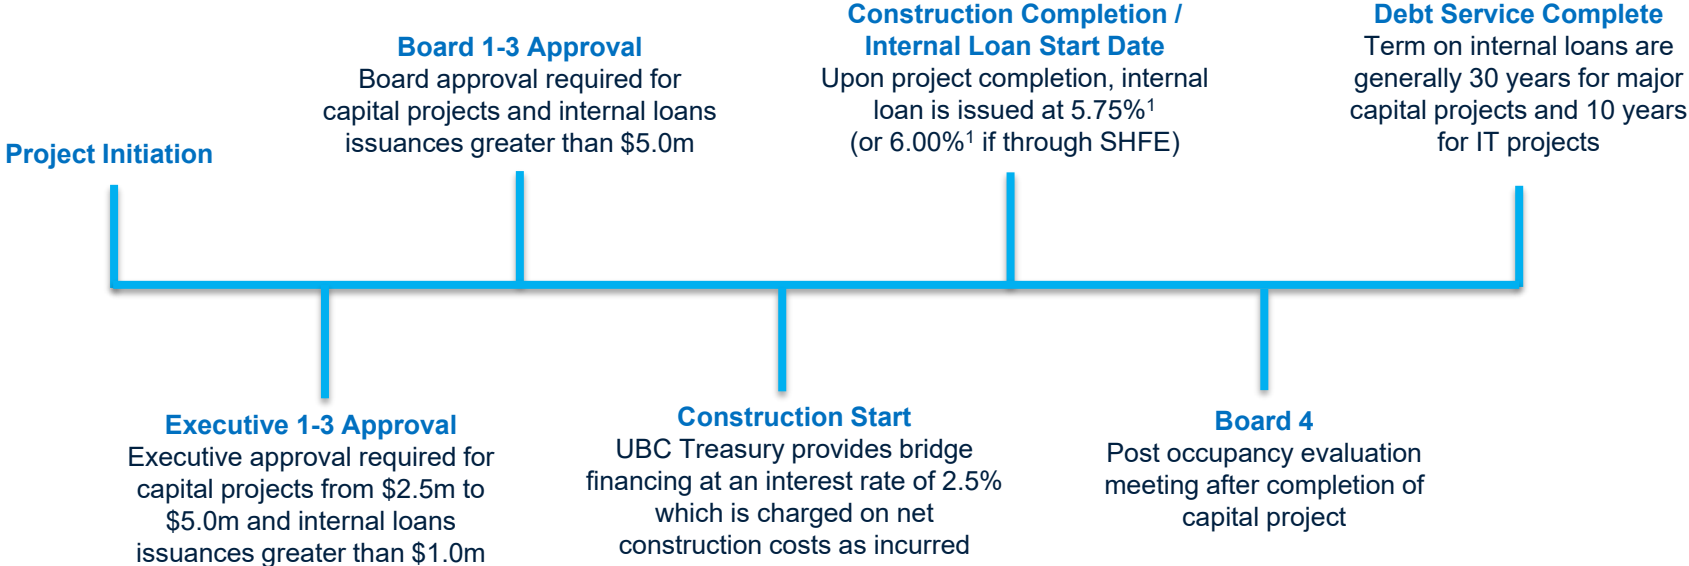 Project Initiation
Executive 1-3 Approval
Executive approval required for
capital projects from $2.5m to
$5.0m and internal loans
issuances greater than $1.0m
Board 1-3 Approval
Board approval required for
capital projects and internal loans
issuances greater than $5.0m
Construction Start
UBC Treasury provides bridge
financing at an interest rate of 2.5%
which is charged on net
construction costs as incurred
Construction Completion /
Internal Loan Start Date
Upon project completion, internal
loan is issued at 5.75%¹
(or 6.00%¹ if through SHFE)
Board 4
Post occupancy evaluation
meeting after completion of
capital project
Debt Service Complete
Term on internal loans are
generally 30 years for major
capital projects and 10 years
for IT projects